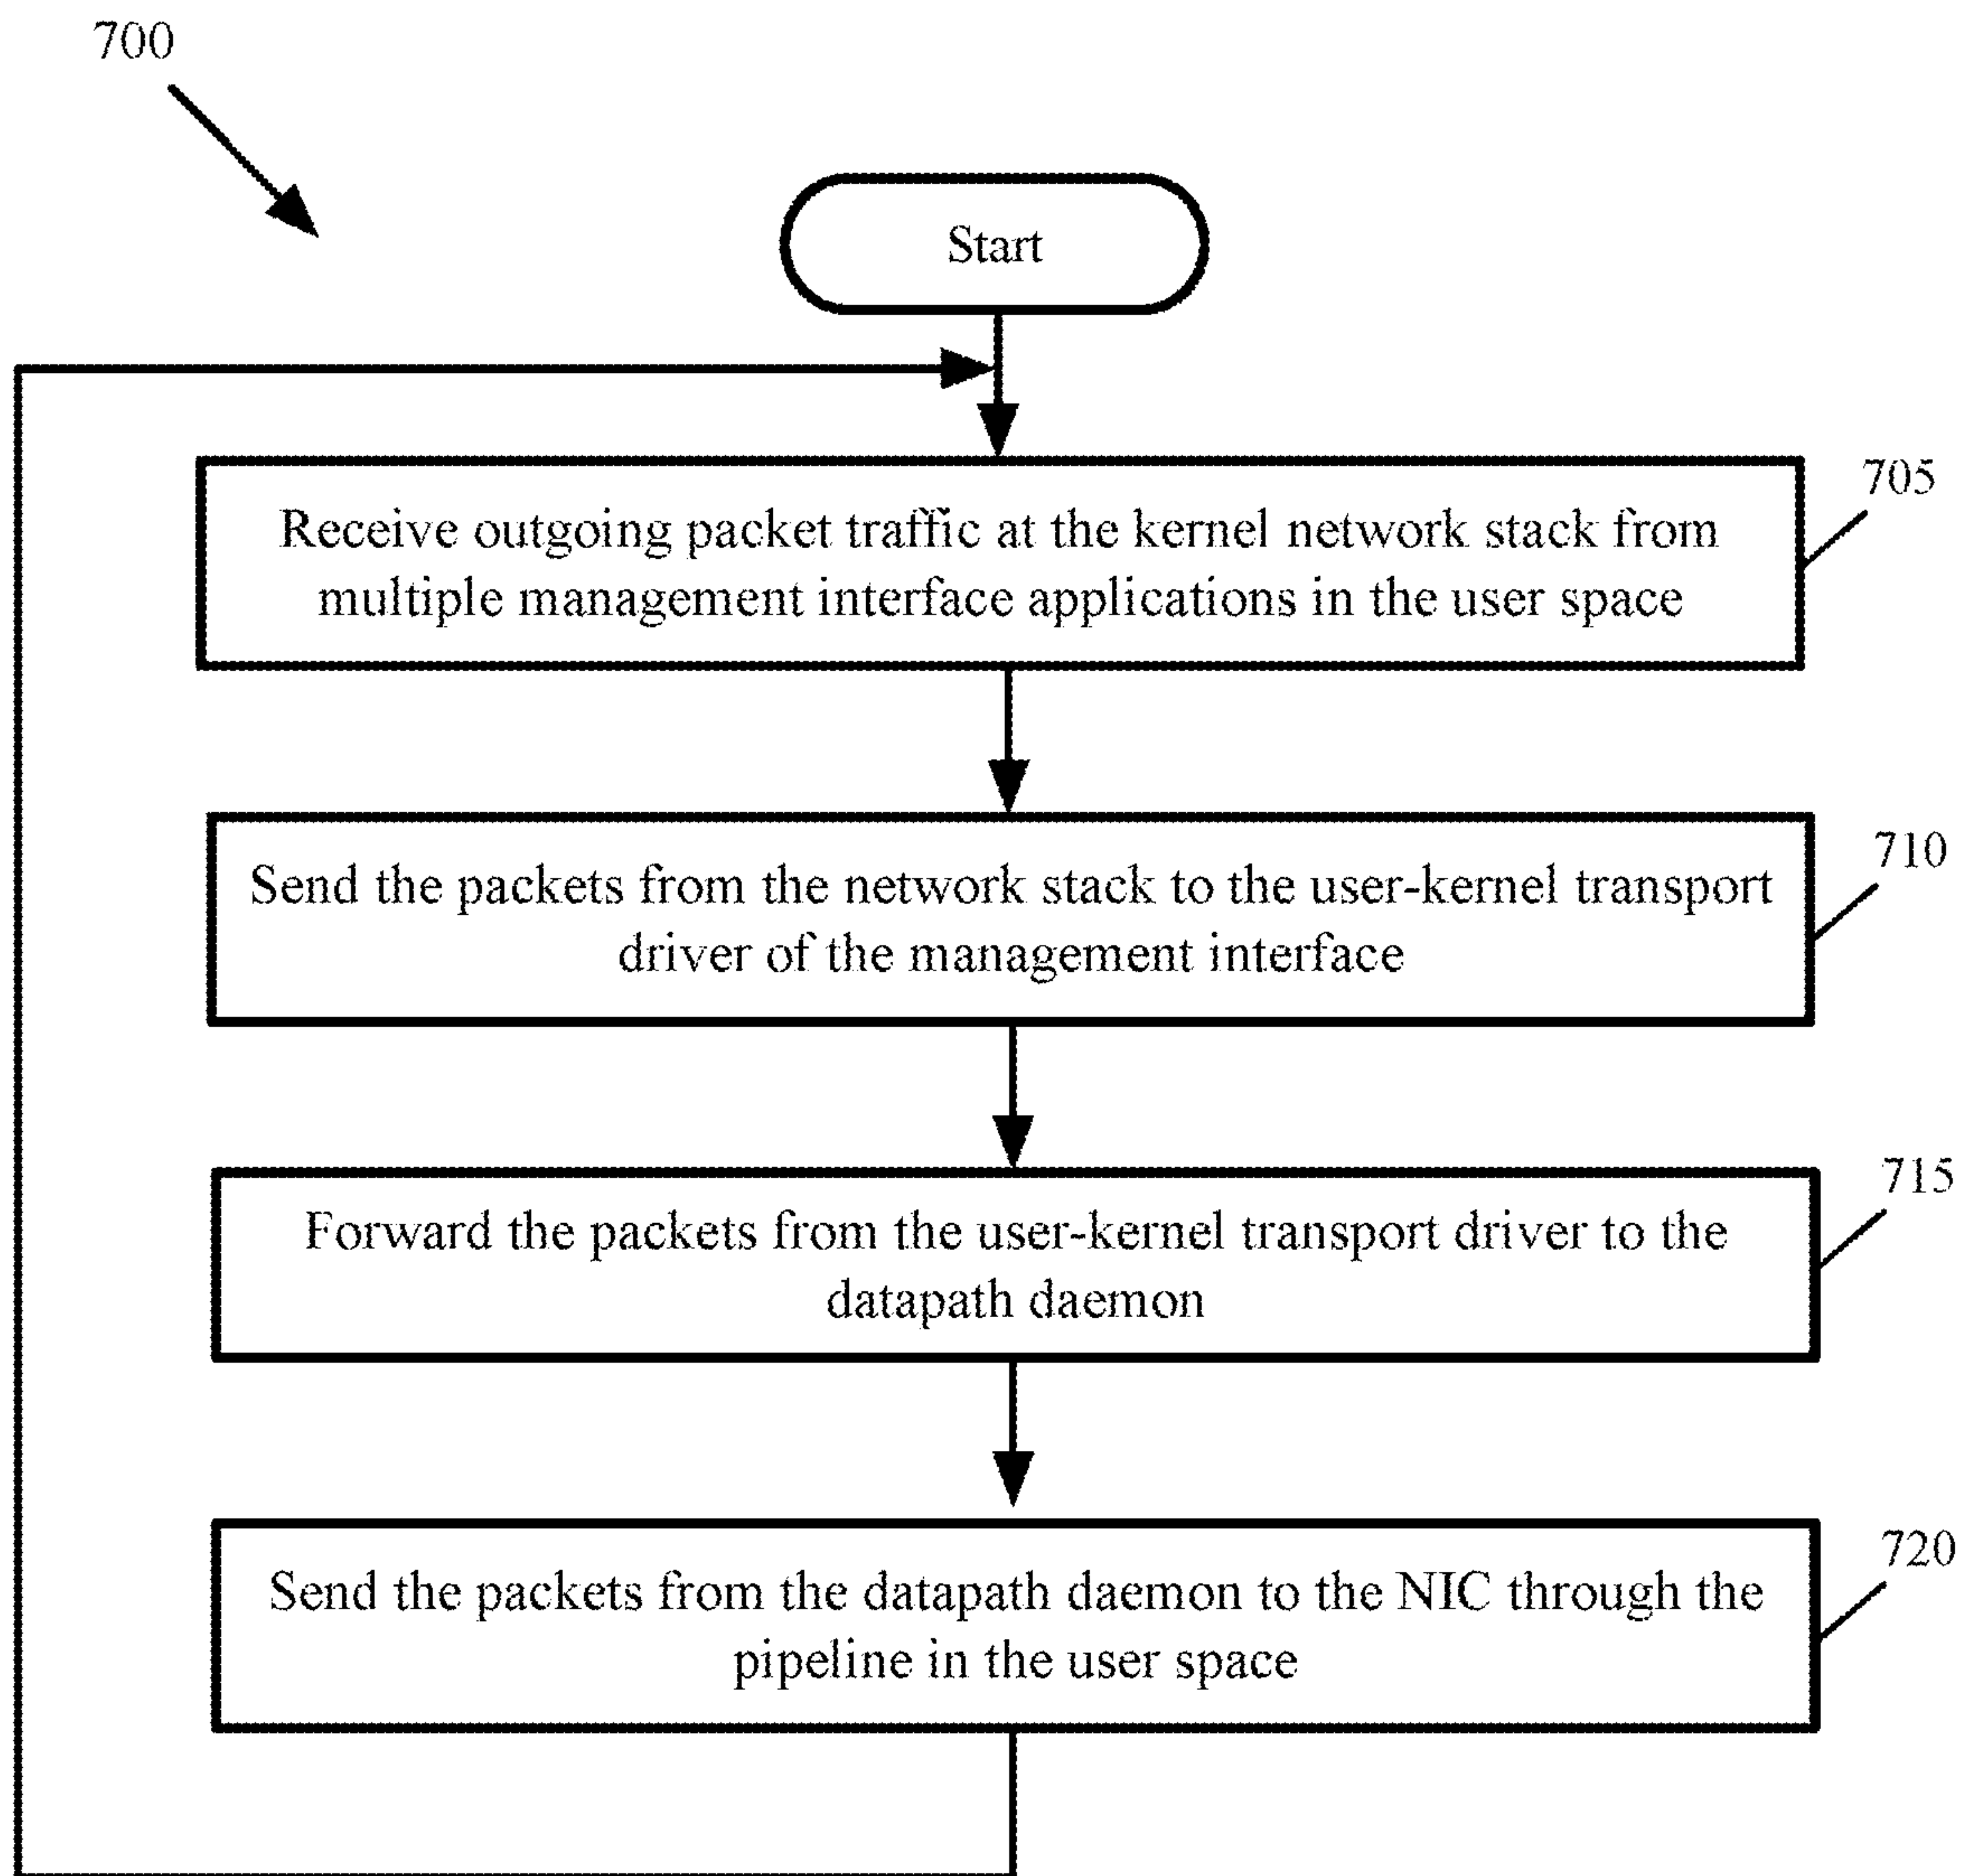 700
Start
705
Receive outgoing packet traffic at the kernel network stack from
multiple management interface applications in the user space
710
Send the packets from the network stack to the user-kernel transport
driver of the management interface
715
Forward the packets from the user-kernel transport driver to the
datapath daemon
720
Send the packets from the datapath daemon to the NIC through the
pipeline in the user space